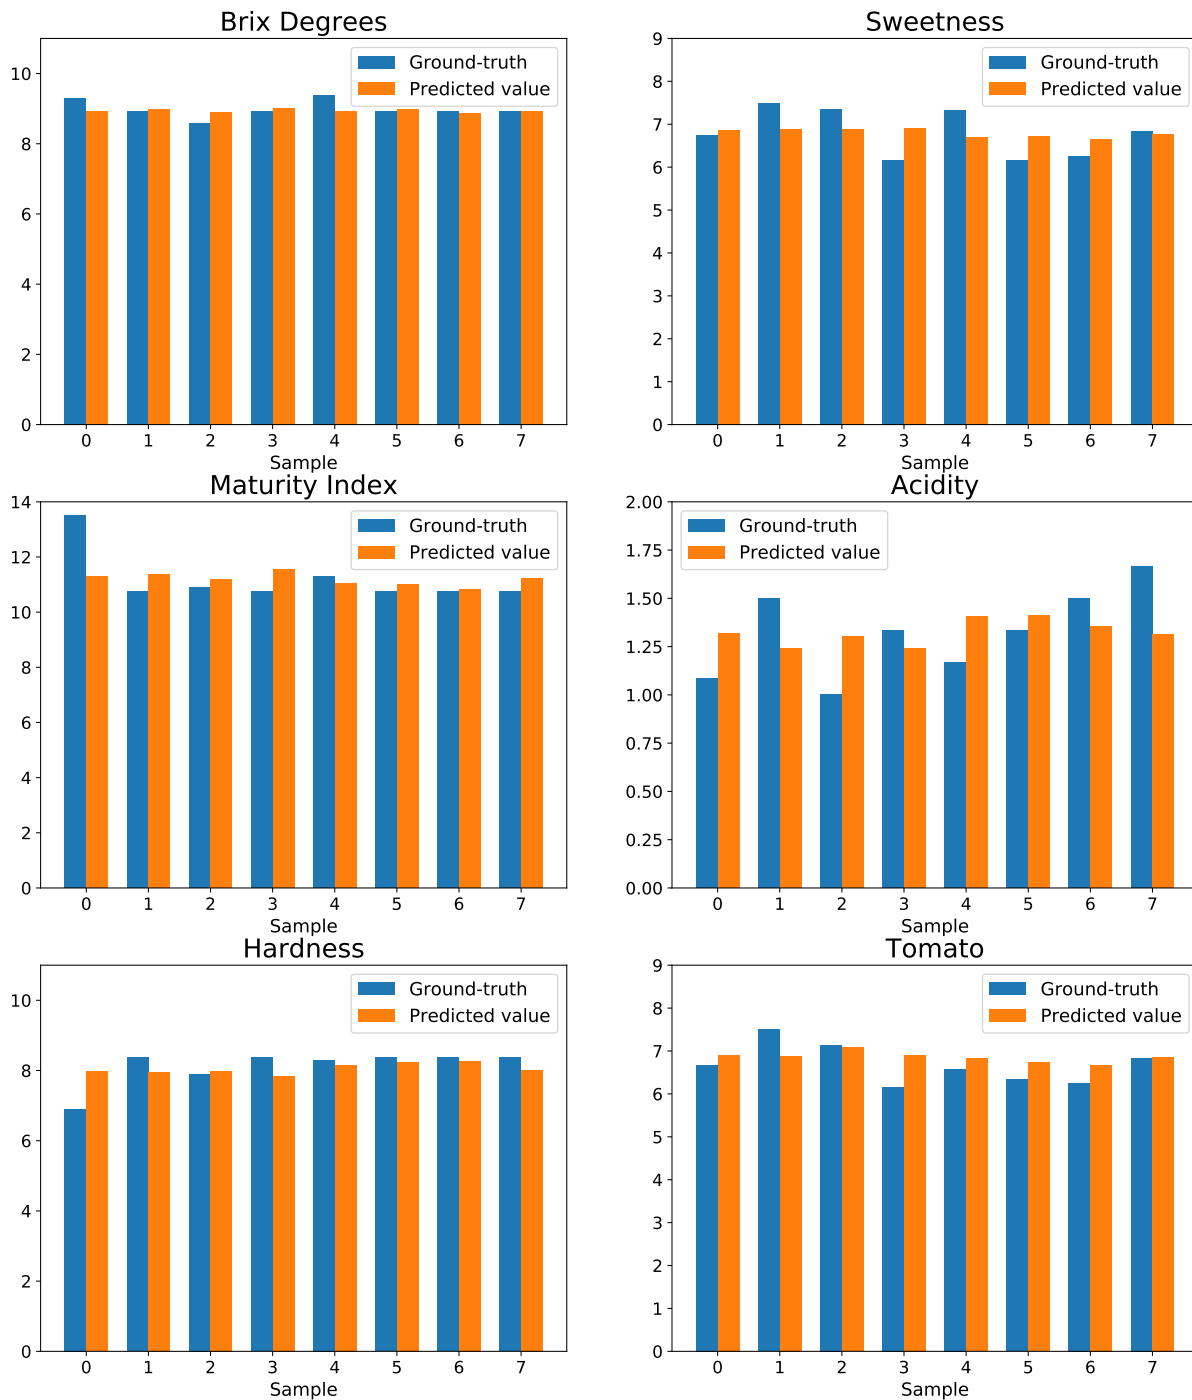 Brix Degrees
Ground-truth
Predicted value
10
8
6
4
2
0
0 1 2 3 4 5 6 7
Sample
Sweetness
Ground-truth
Predicted value
9
8
7
6
5
4
3
2
1
0
0 1 2 3 4 5 6 7
Sample
Maturity Index
Ground-truth
Predicted value
14
12
10
8
6
4
2
0
0 1 2 3 4 5 6 7
Sample
Acidity
Ground-truth
Predicted value
2.00
1.75
1.50
1.25
1.00
0.75
0.50
0.25
0.00
0 1 2 3 4 5 6 7
Sample
Hardness
Ground-truth
Predicted value
10
8
6
4
2
0
0 1 2 3 4 5 6 7
Sample
Tomato
Ground-truth
Predicted value
9
8
7
6
5
4
3
2
1
0
0 1 2 3 4 5 6 7
Sample